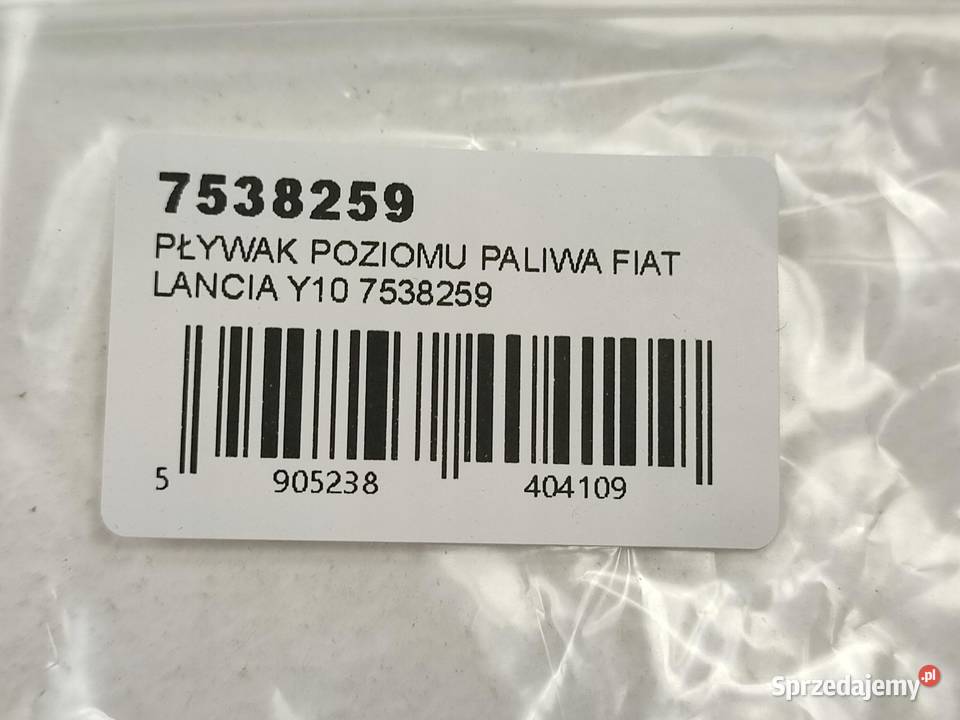 7538259
PŁYWAK POZIOMU PALIWA FIAT
LANCIA Y10 7538259
5 905238 404109
Sprzedajemy.pl